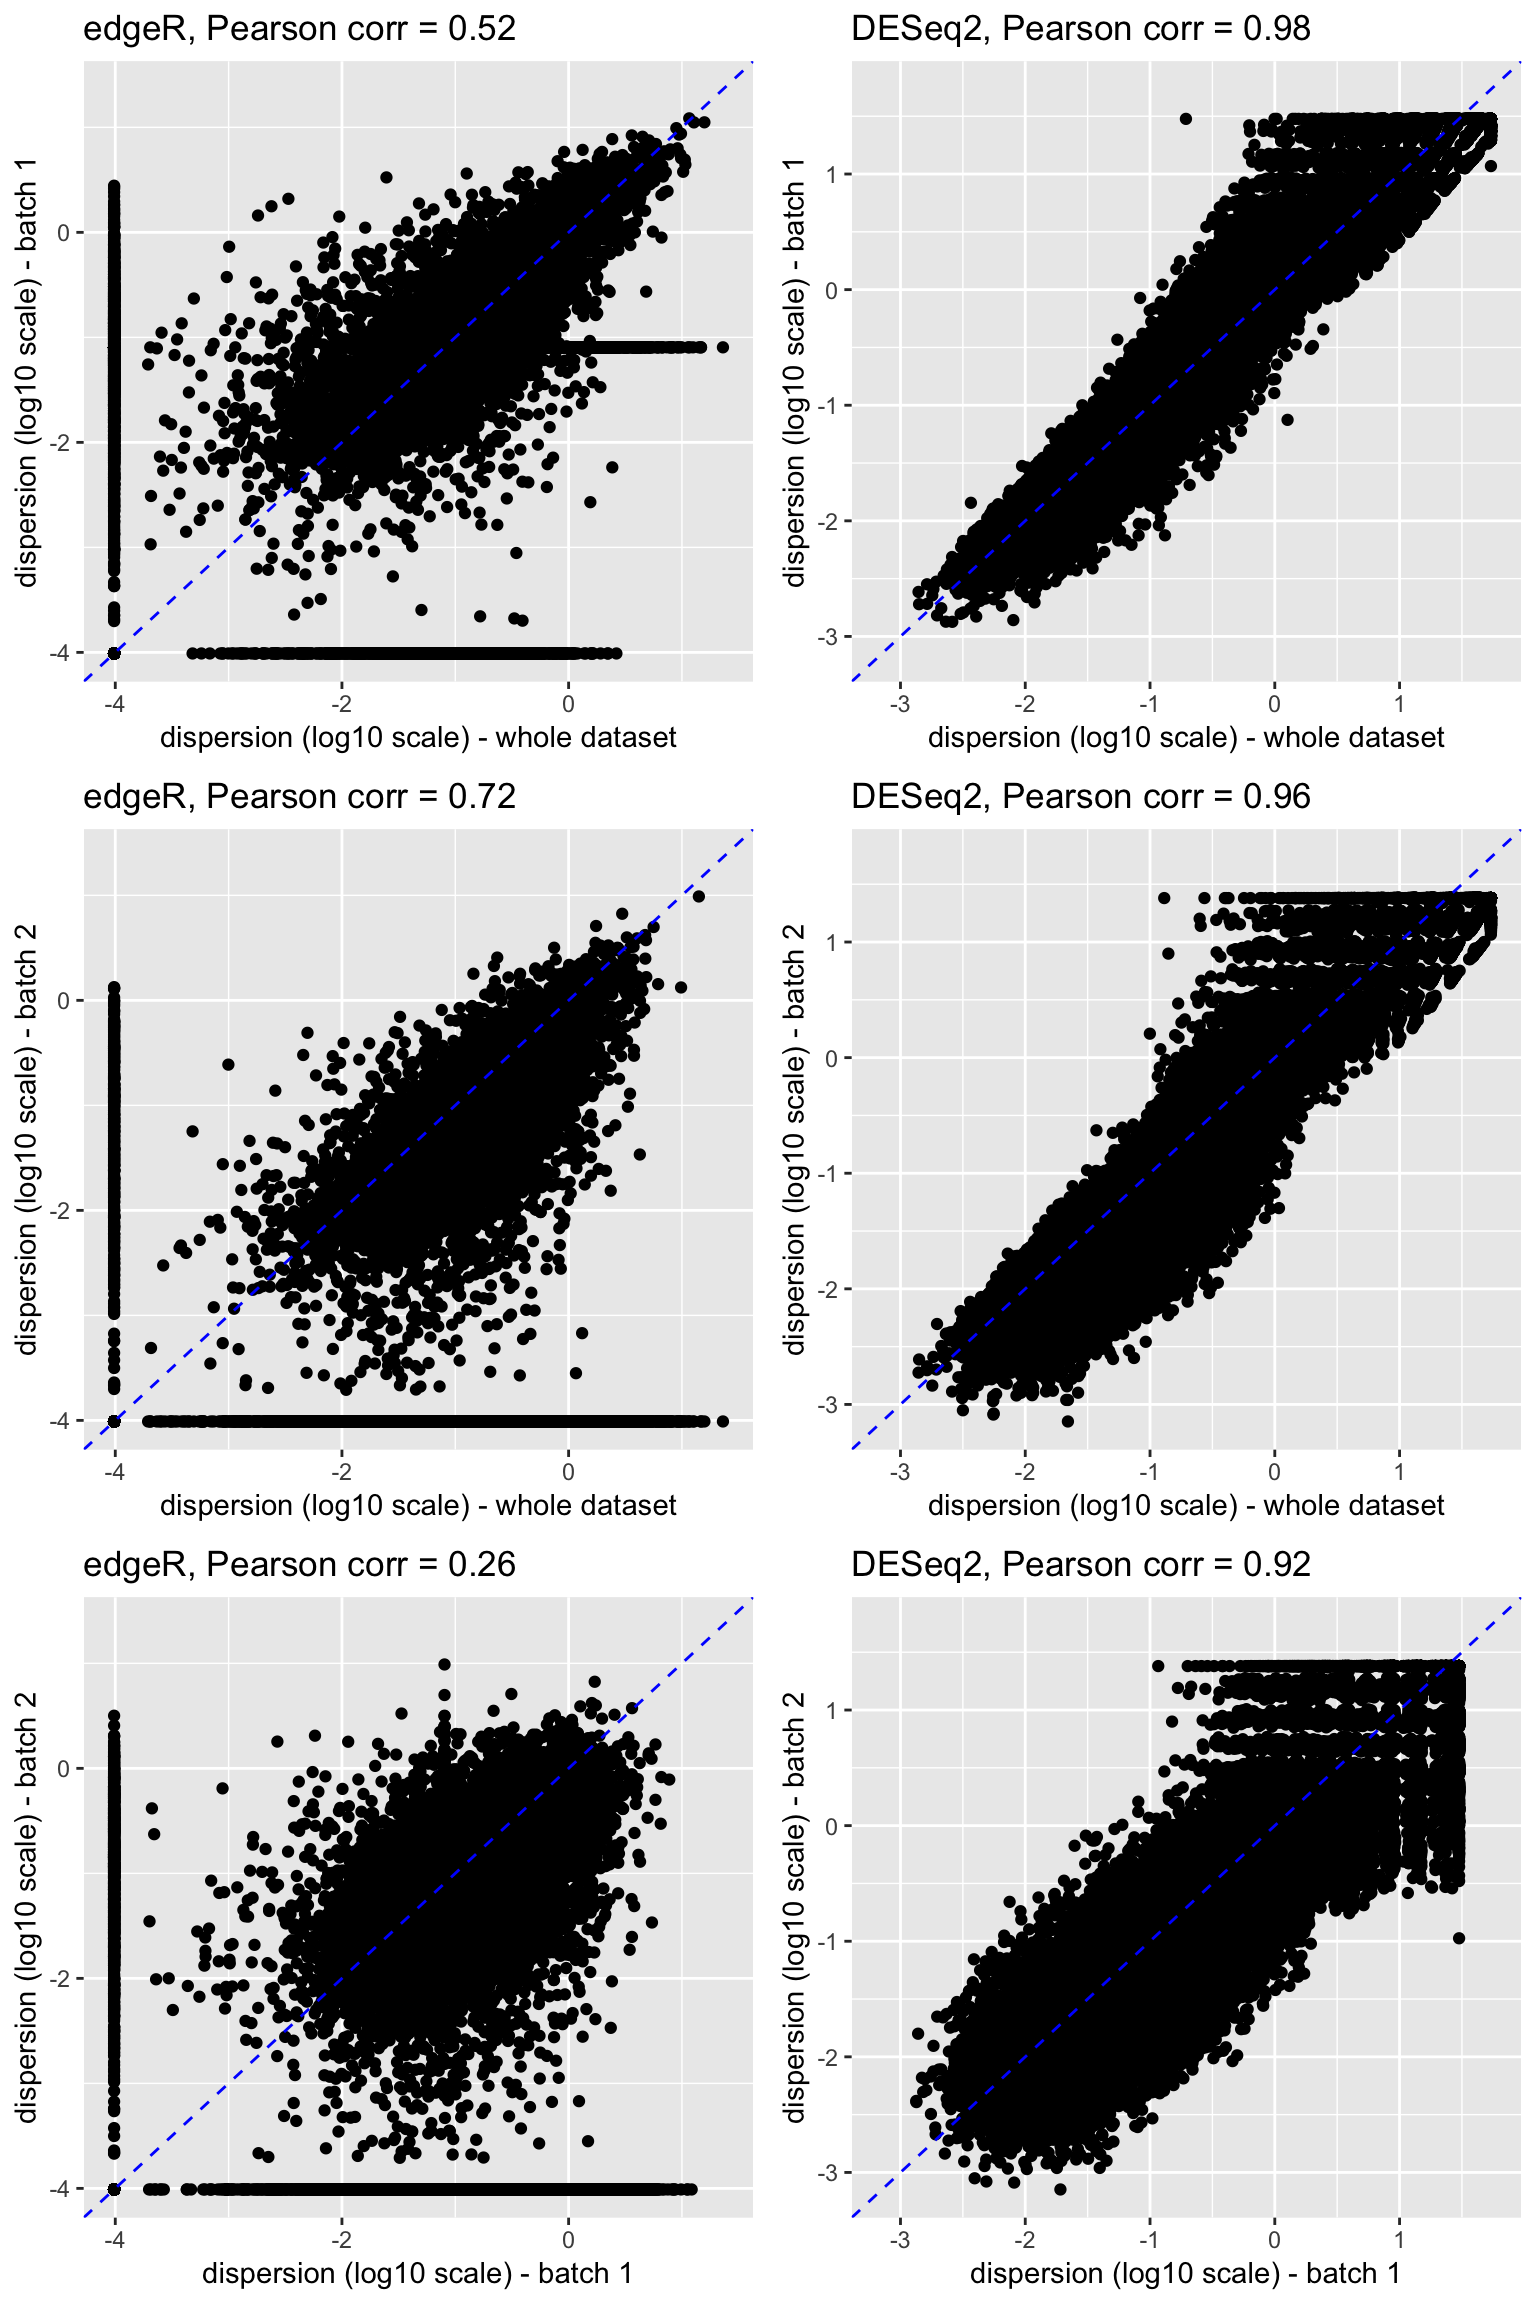 edgeR, Pearson corr = 0.52
dispersion (log10 scale) - batch 1
0
-2
-4
-4 -2 0
dispersion (log10 scale) - whole dataset
DESeq2, Pearson corr = 0.98
dispersion (log10 scale) - batch 1
1
0
-1
-2
-3
-3 -2 -1 0 1
dispersion (log10 scale) - whole dataset
edgeR, Pearson corr = 0.72
dispersion (log10 scale) - batch 2
0
-2
-4
-4 -2 0
dispersion (log10 scale) - whole dataset
DESeq2, Pearson corr = 0.96
dispersion (log10 scale) - batch 2
1
0
-1
-2
-3
-3 -2 -1 0 1
dispersion (log10 scale) - whole dataset
edgeR, Pearson corr = 0.26
dispersion (log10 scale) - batch 2
0
-2
-4
-4 -2 0
dispersion (log10 scale) - batch 1
DESeq2, Pearson corr = 0.92
dispersion (log10 scale) - batch 2
1
0
-1
-2
-3
-3 -2 -1 0 1
dispersion (log10 scale) - batch 1